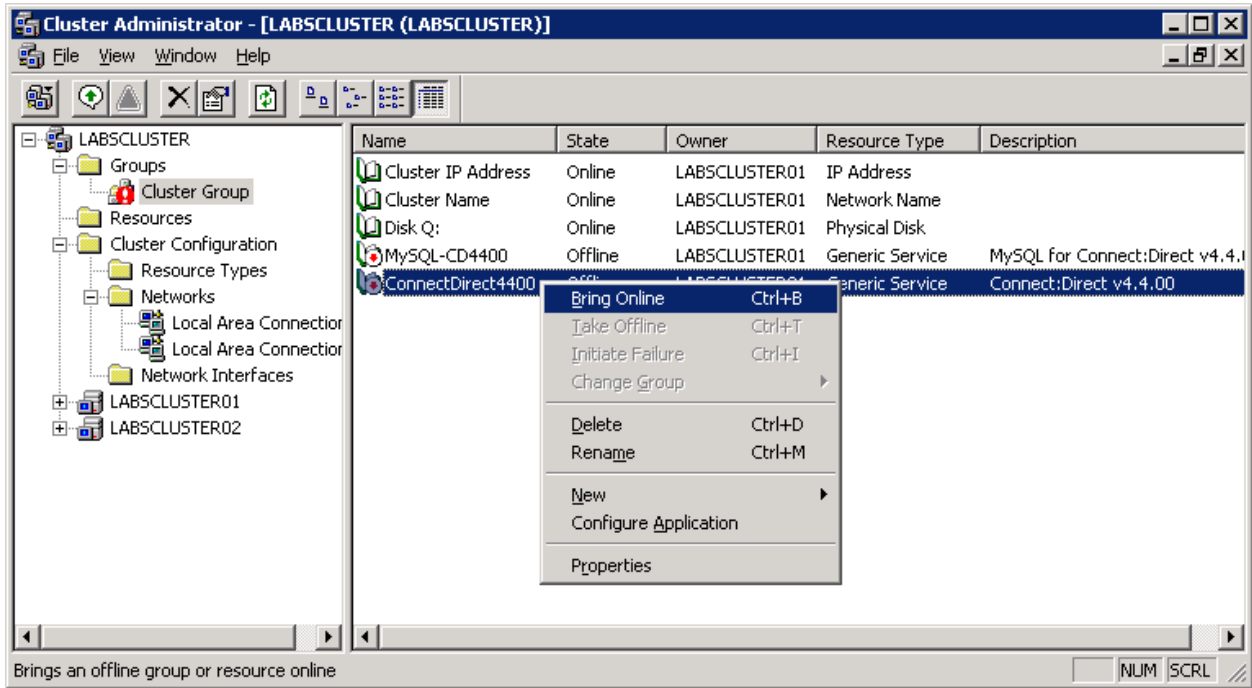 Cluster Administrator - [LABSCLUSTER (LABSCLUSTER)]
File View Window Help
LABSCLUSTER
Groups
Cluster Group
Resources
Cluster Configuration
Resource Types
Networks
Local Area Connection
Local Area Connection
Network Interfaces
LABSCLUSTER01
LABSCLUSTER02
Name State Owner Resource Type Description
Cluster IP Address Online LABSCLUSTER01 IP Address
Cluster Name Online LABSCLUSTER01 Network Name
Disk Q: Online LABSCLUSTER01 Physical Disk
MySQL-CD4400 Offline LABSCLUSTER01 Generic Service MySQL for Connect:Direct v4.4.
ConnectDirect4400 Generic Service Connect:Direct v4.4.00
Bring Online Ctrl+B
Take Offline Ctrl+T
Initiate Failure Ctrl+I
Change Group
Delete Ctrl+D
Rename Ctrl+M
New
Configure Application
Properties
Brings an offline group or resource online
NUM SCRL